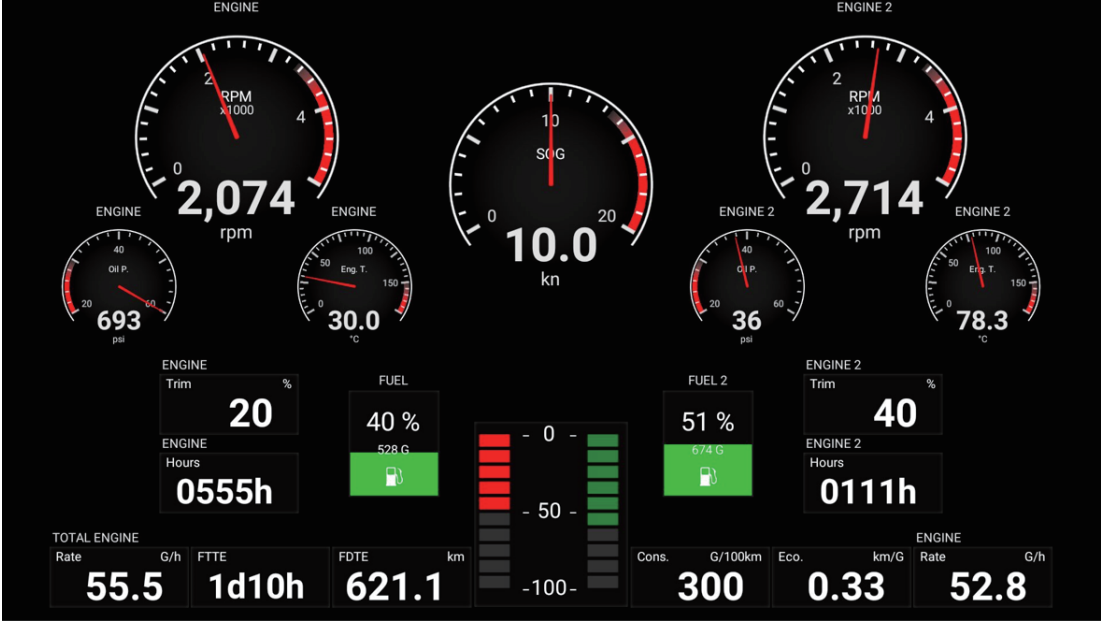 ENGINE
ENGINE 2
2
4
0
RPM
x1000
2,074
rpm
10
SOG
0
20
10.0
kn
2
4
0
RPM
x1000
2,714
rpm
ENGINE
40
Oil P.
20
60
693
psi
ENGINE
50
100
150
0
Eng. T.
30.0
°C
ENGINE 2
40
Oil P.
20
60
36
psi
ENGINE 2
50
100
150
0
Eng. T.
78.3
°C
ENGINE
Trim %
20
ENGINE
Hours
0555h
FUEL
40 %
528 G
- 0 -
- 50 -
-100-
FUEL 2
51 %
674 G
ENGINE 2
Trim %
40
ENGINE 2
Hours
0111h
TOTAL ENGINE
Rate G/h
55.5
FTTE
1d10h
FDTE km
621.1
Cons. G/100km
300
Eco. km/G
0.33
ENGINE
Rate G/h
52.8